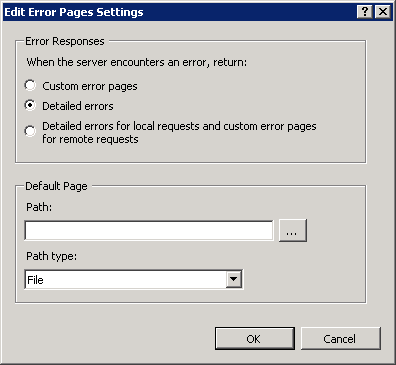 Edit Error Pages Settings
Error Responses
When the server encounters an error, return:
Custom error pages
Detailed errors
Detailed errors for local requests and custom error pages
for remote requests
Default Page
Path:
...
Path type:
File
OK
Cancel